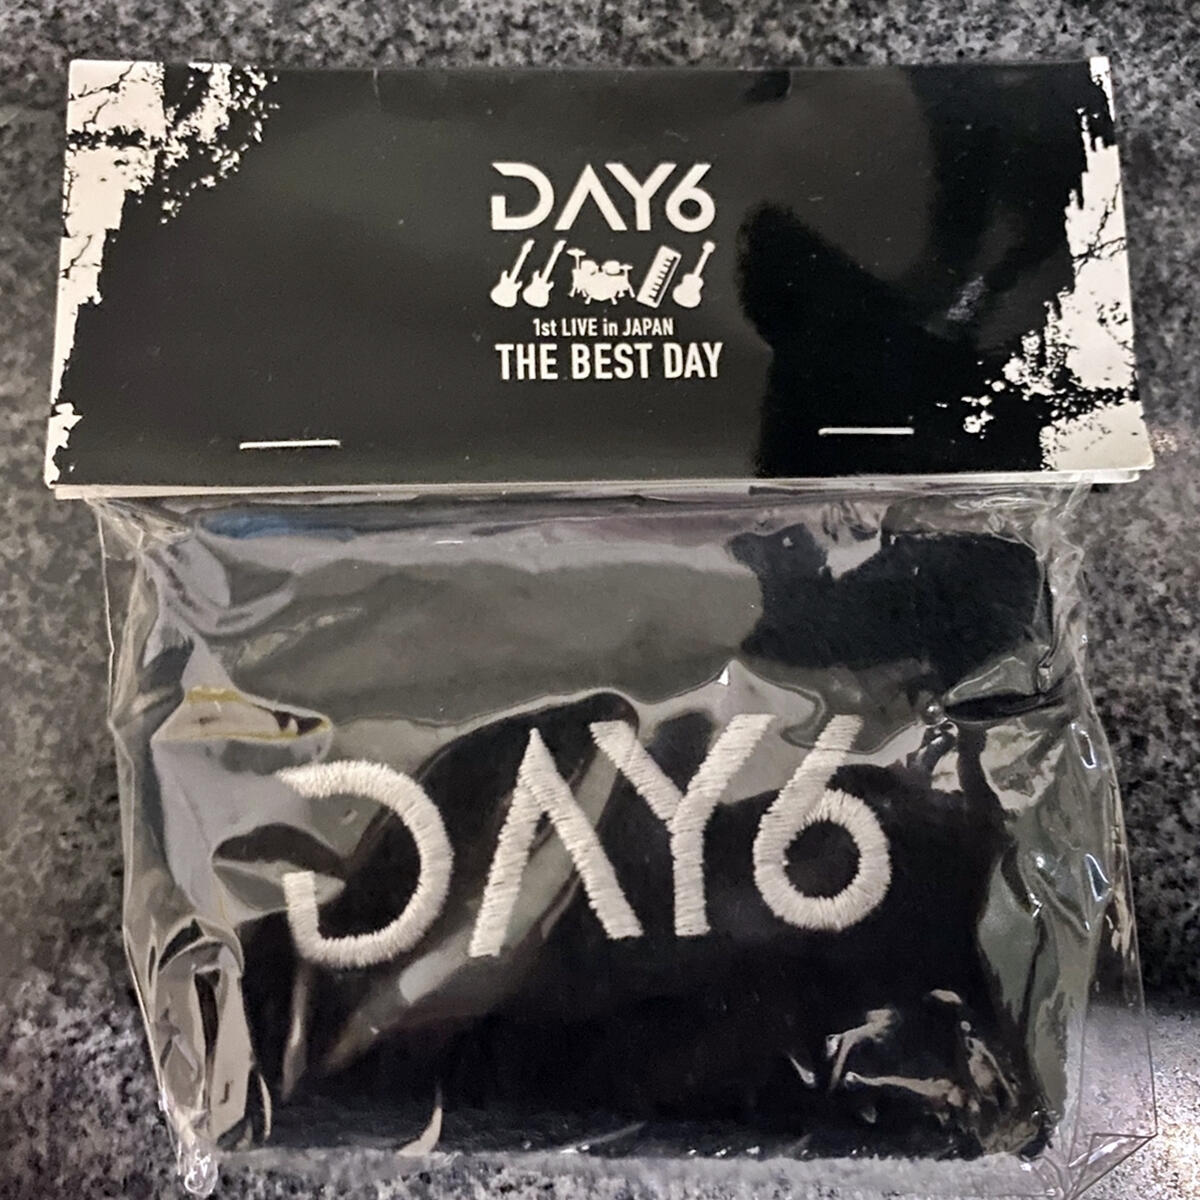 DAY6
1st LIVE in JAPAN
THE BEST DAY
DAY6